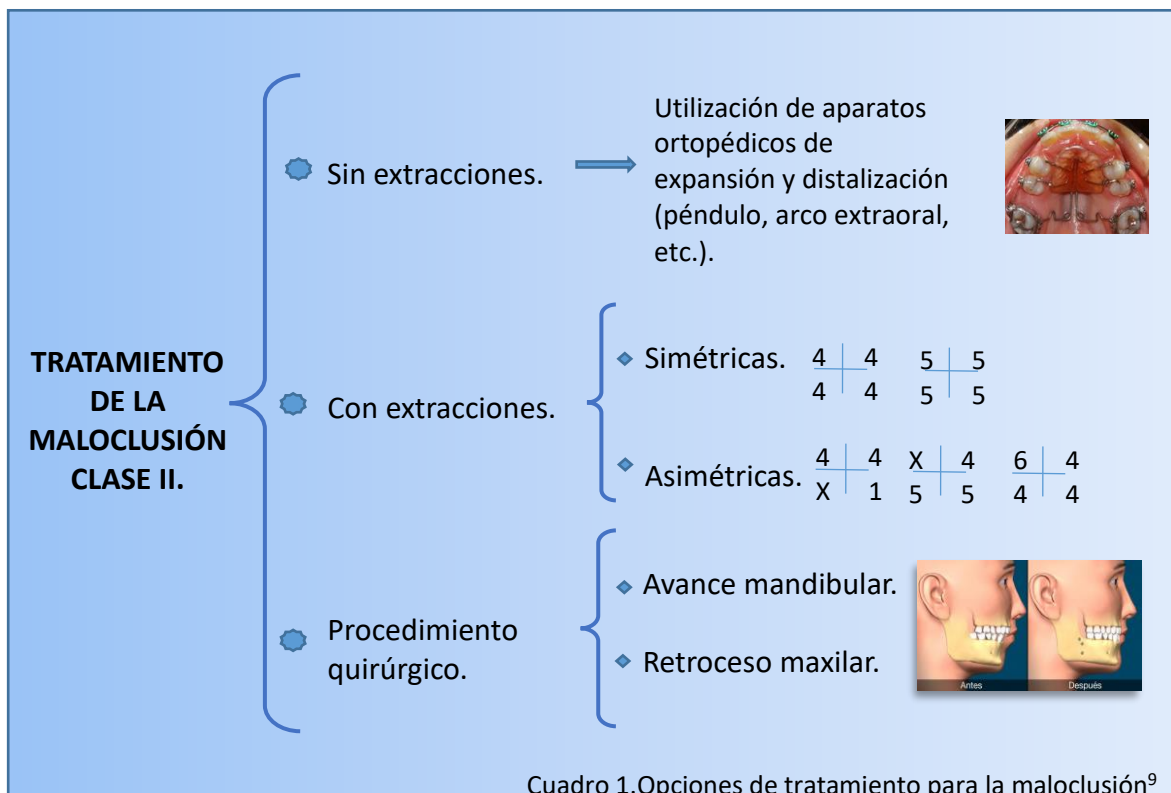 TRATAMIENTO
DE LA
MALOCLUSIÓN
CLASE II.
Sin extracciones.
Utilización de aparatos
ortopédicos de
expansión y distalización
(péndulo, arco extraoral,
etc.).
Con extracciones.
Simétricas.
4 4 5 5
4 4 5 5
Asimétricas.
4 4 X 4 6 4
X 1 5 5 4 4
Procedimiento
quirúrgico.
Avance mandibular.
Retroceso maxilar.
Antes Después
Cuadro 1.Opciones de tratamiento para la maloclusión⁹